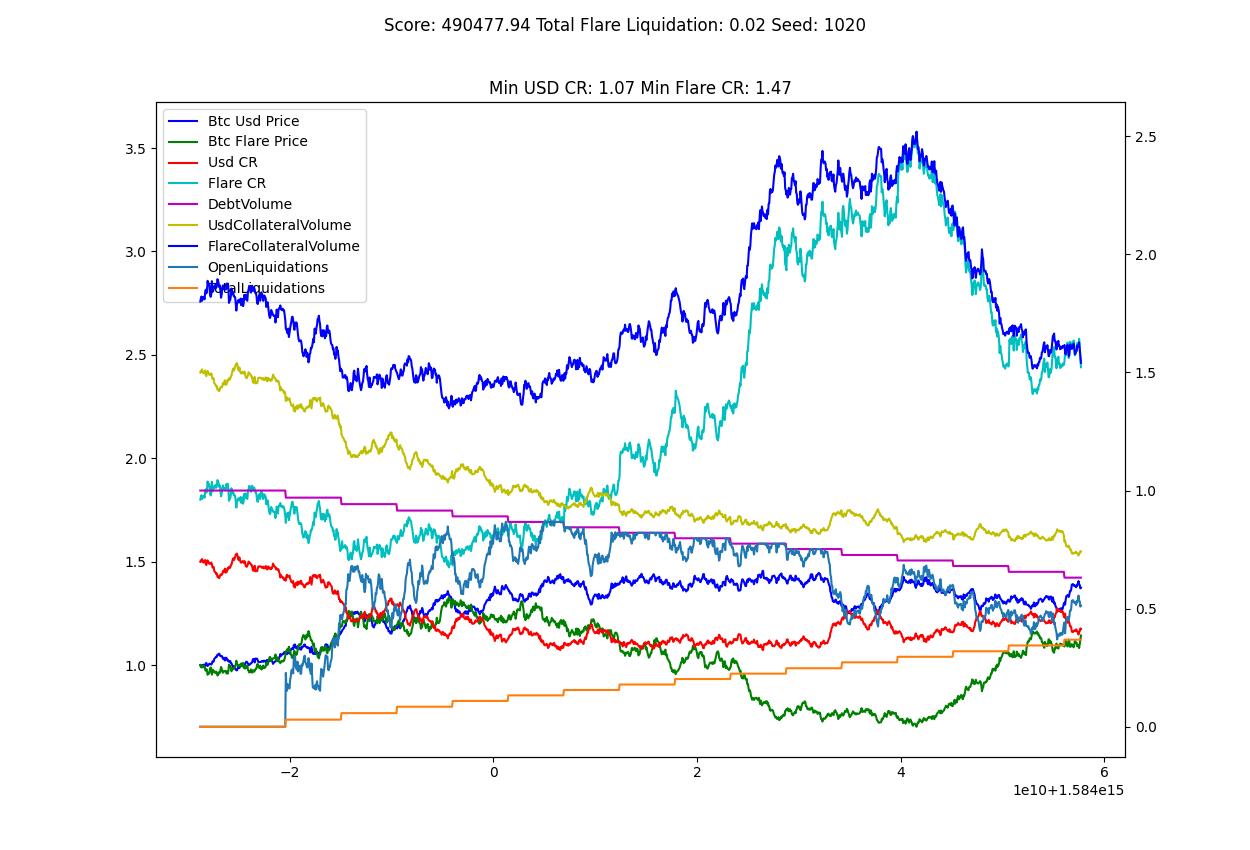 Score: 490477.94 Total Flare Liquidation: 0.02 Seed: 1020
Min USD CR: 1.07 Min Flare CR: 1.47
Btc Usd Price
Btc Flare Price
Usd CR
Flare CR
DebtVolume
UsdCollateralVolume
FlareCollateralVolume
OpenLiquidations
TotalLiquidations
3.5
3.0
2.5
2.0
1.5
1.0
2.5
2.0
1.5
1.0
0.5
0.0
−2 0 2 4 6
1e10+1.584e15